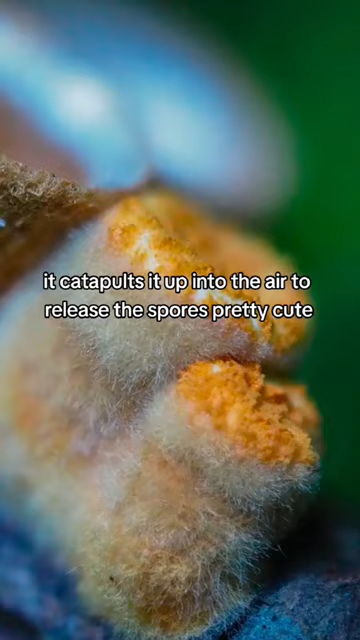 it catapults it up into the air to
release the spores pretty cute